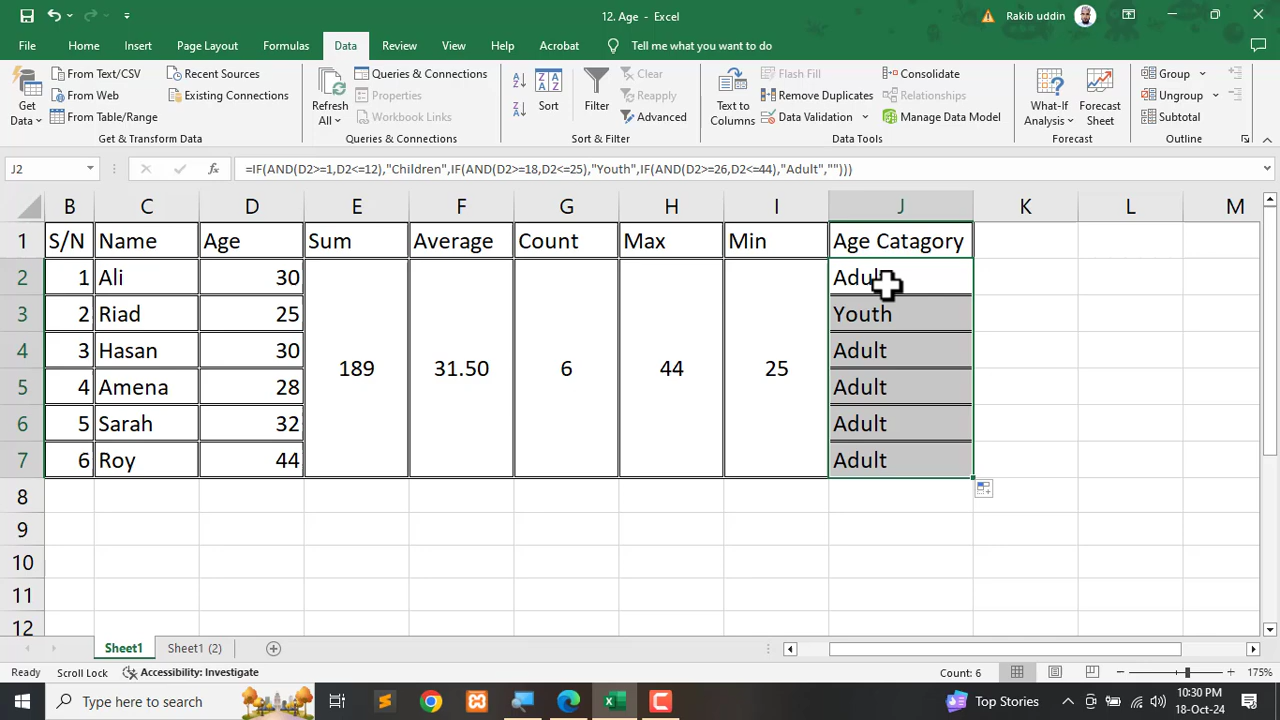 12. Age - Excel
Rakib uddin
File Home Insert Page Layout Formulas Data Review View Help Acrobat Tell me what you want to do
Get Data
From Text/CSV
From Web
From Table/Range
Recent Sources
Existing Connections
Get & Transform Data
Refresh All
Queries & Connections
Properties
Workbook Links
Queries & Connections
Sort
Filter
Clear
Reapply
Advanced
Sort & Filter
Text to Columns
Flash Fill
Remove Duplicates
Data Validation
Consolidate
Relationships
Manage Data Model
Data Tools
What-If Analysis
Forecast Sheet
Forecast
Group
Ungroup
Subtotal
Outline
J2 fx =IF(AND(D2>=1,D2<=12),"Children",IF(AND(D2>=18,D2<=25),"Youth",IF(AND(D2>=26,D2<=44),"Adult","")))
B C D E F G H I J K L M
1 S/N Name Age Sum Average Count Max Min Age Catagory
2 1 Ali 30 Adult
3 2 Riad 25 Youth
4 3 Hasan 30 Adult
189 31.50 6 44 25
5 4 Amena 28 Adult
6 5 Sarah 32 Adult
7 6 Roy 44 Adult
8
9
10
11
12
Sheet1 Sheet1 (2)
Ready Scroll Lock Accessibility: Investigate Count: 6 175%
Type here to search Top Stories 10:30 PM
18-Oct-24